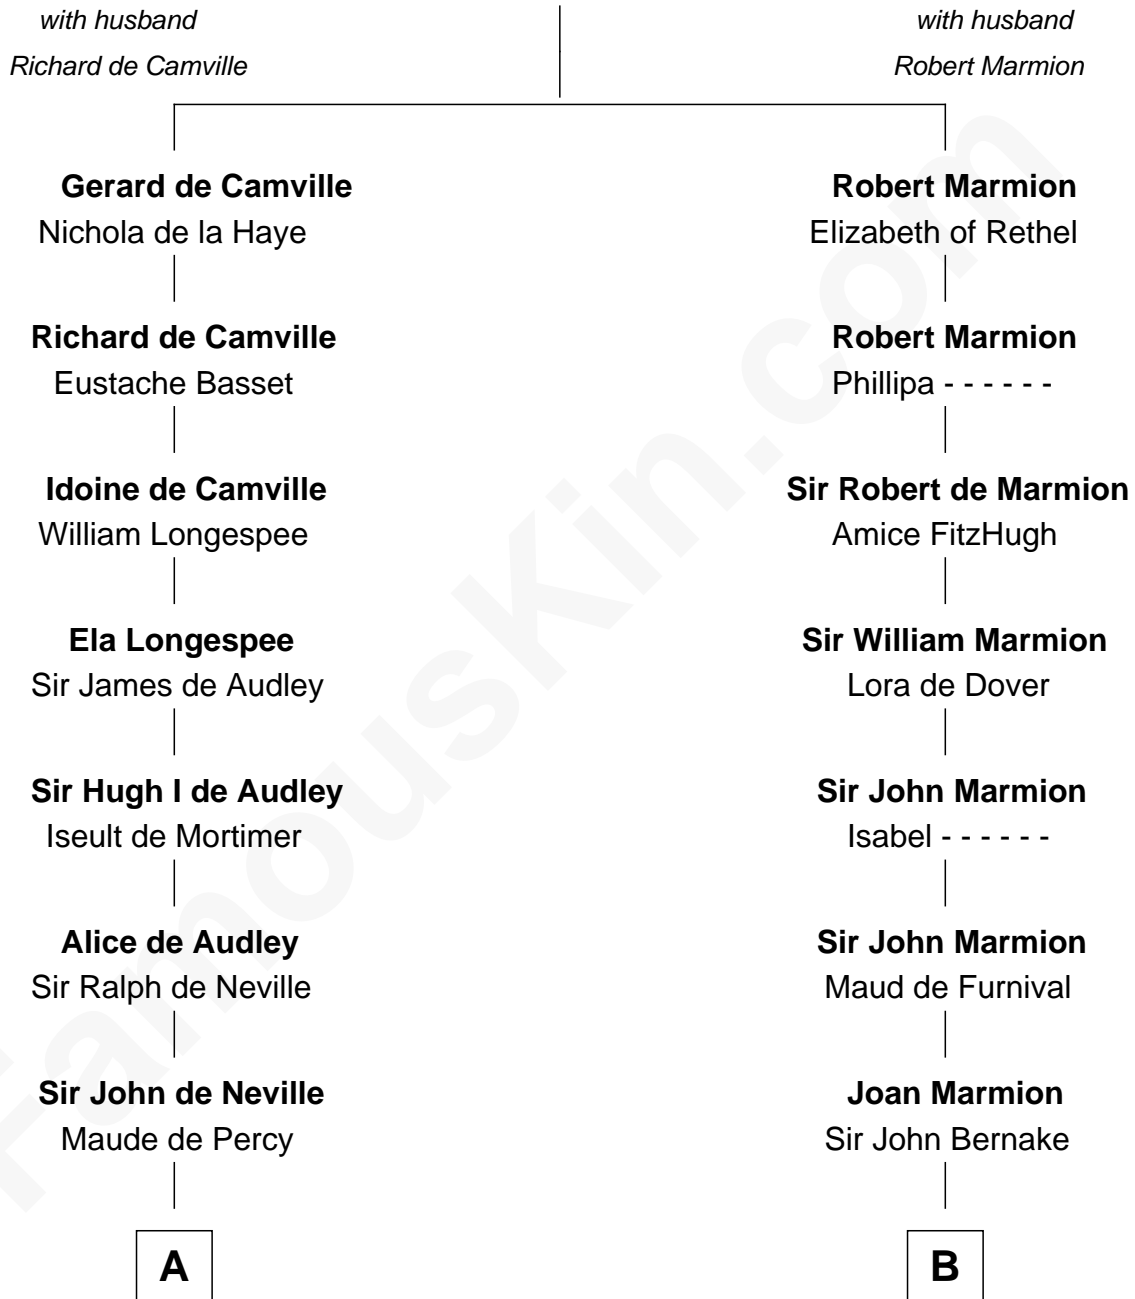 with husband
Richard de Camville
with husband
Robert Marmion
Gerard de Camville
Nichola de la Haye
Robert Marmion
Elizabeth of Rethel
Richard de Camville
Eustache Basset
Robert Marmion
Phillipa - - - - - -
Idoine de Camville
William Longespee
Sir Robert de Marmion
Amice FitzHugh
Ela Longespee
Sir James de Audley
Sir William Marmion
Lora de Dover
Sir Hugh I de Audley
Iseult de Mortimer
Sir John Marmion
Isabel - - - - - -
Alice de Audley
Sir Ralph de Neville
Sir John Marmion
Maud de Furnival
Sir John de Neville
Maude de Percy
Joan Marmion
Sir John Bernake
A
B
FamousKin.com